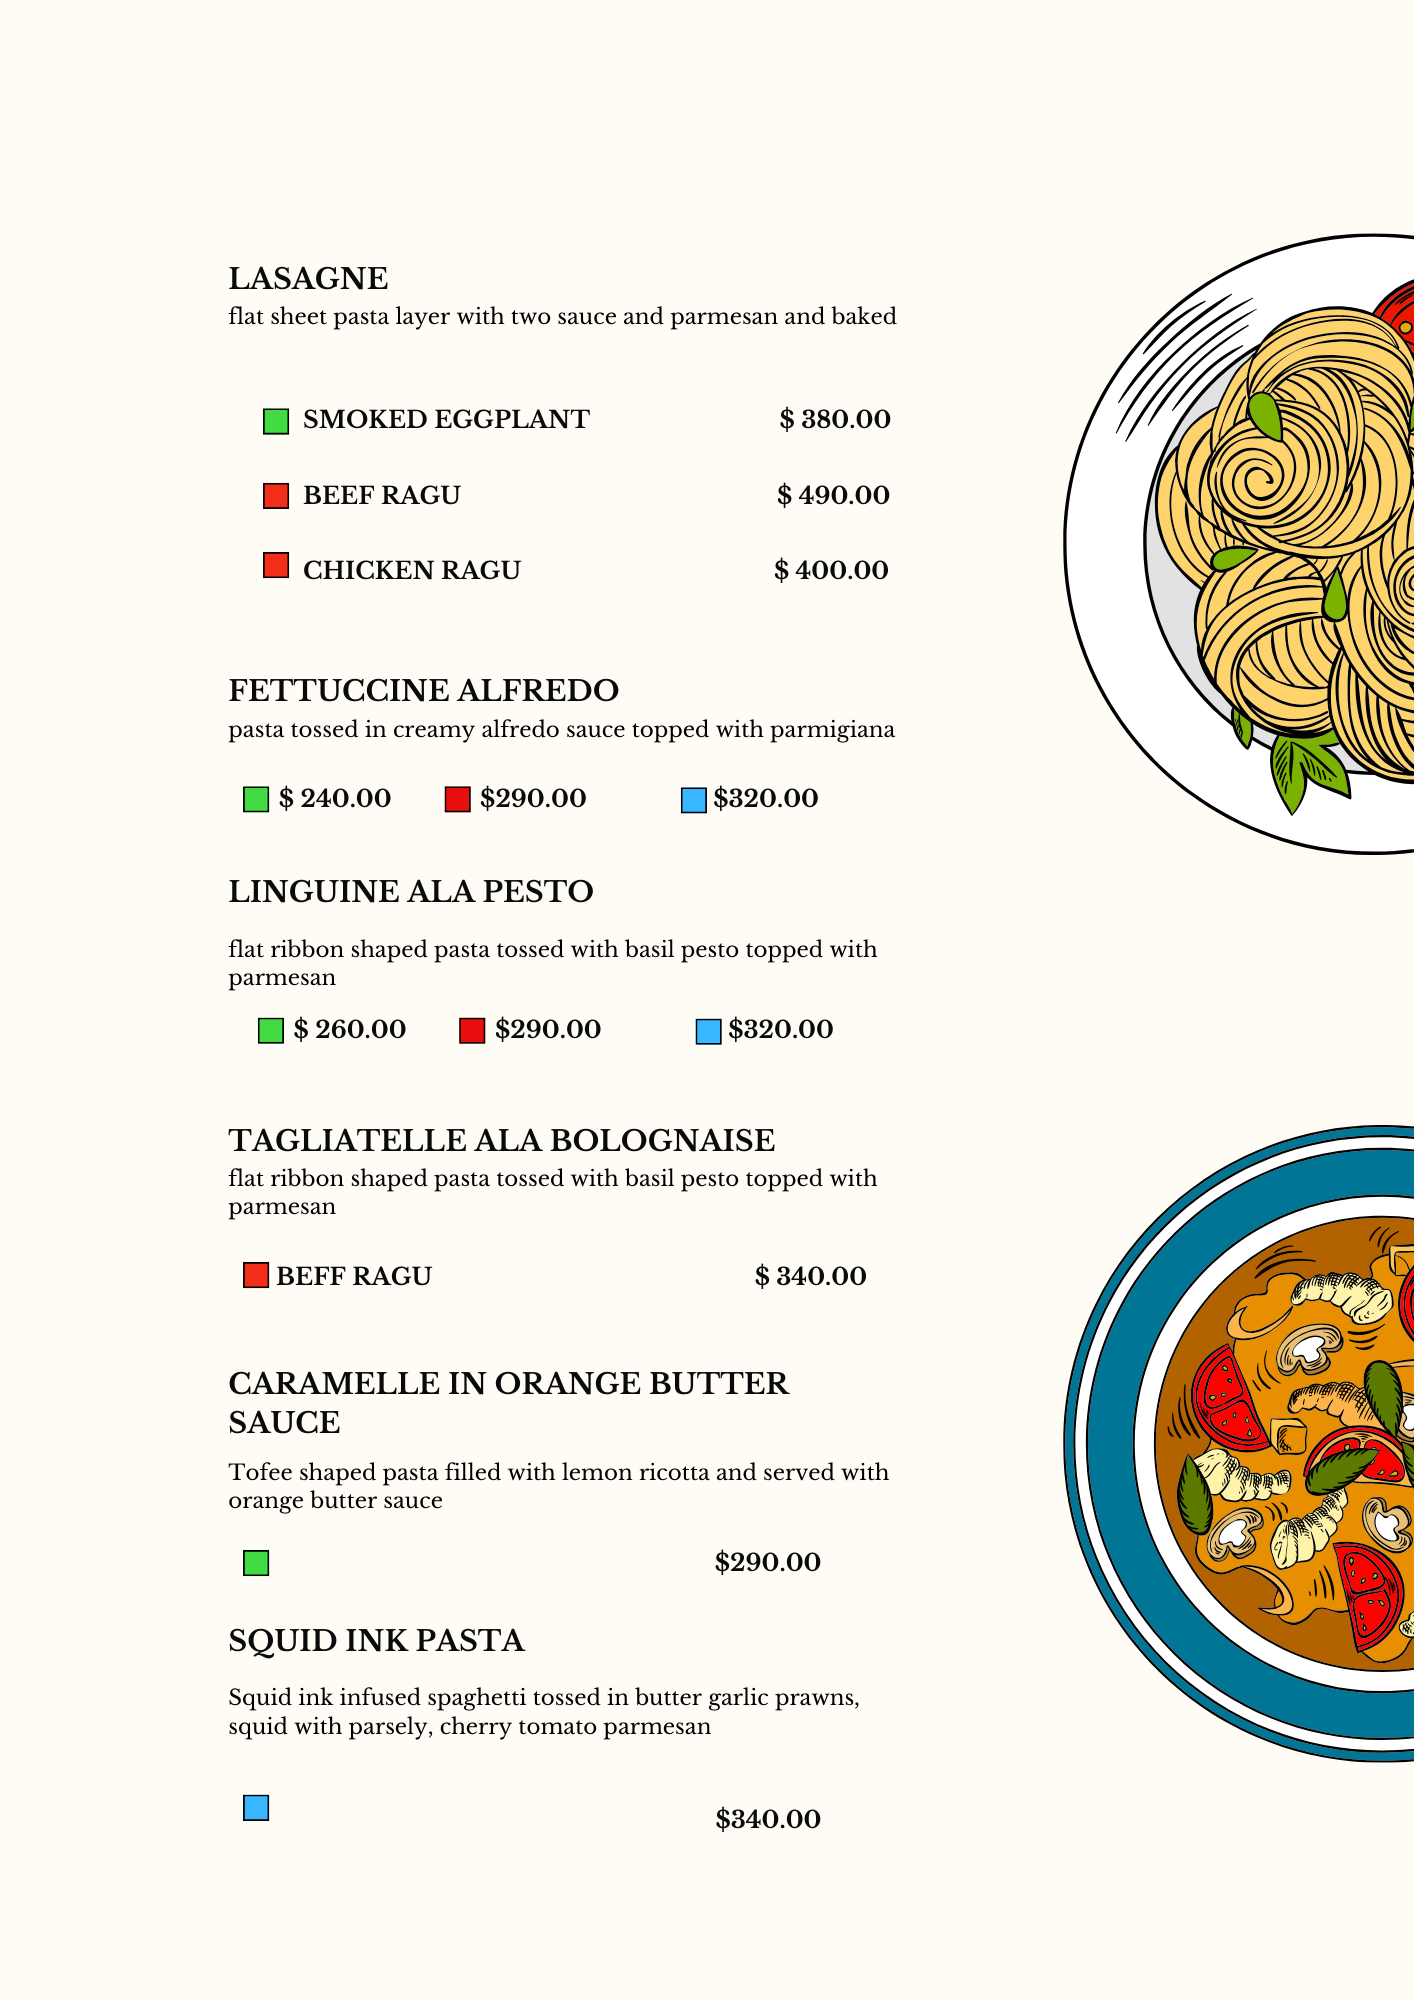 LASAGNE
flat sheet pasta layer with two sauce and parmesan and baked
SMOKED EGGPLANT $ 380.00
BEEF RAGU $ 490.00
CHICKEN RAGU $ 400.00
FETTUCCINE ALFREDO
pasta tossed in creamy alfredo sauce topped with parmigiana
$ 240.00 $290.00 $320.00
LINGUINE ALA PESTO
flat ribbon shaped pasta tossed with basil pesto topped with
parmesan
$ 260.00 $290.00 $320.00
TAGLIATELLE ALA BOLOGNAISE
flat ribbon shaped pasta tossed with basil pesto topped with
parmesan
BEFF RAGU $ 340.00
CARAMELLE IN ORANGE BUTTER
SAUCE
Tofee shaped pasta filled with lemon ricotta and served with
orange butter sauce
$290.00
SQUID INK PASTA
Squid ink infused spaghetti tossed in butter garlic prawns,
squid with parsely, cherry tomato parmesan
$340.00